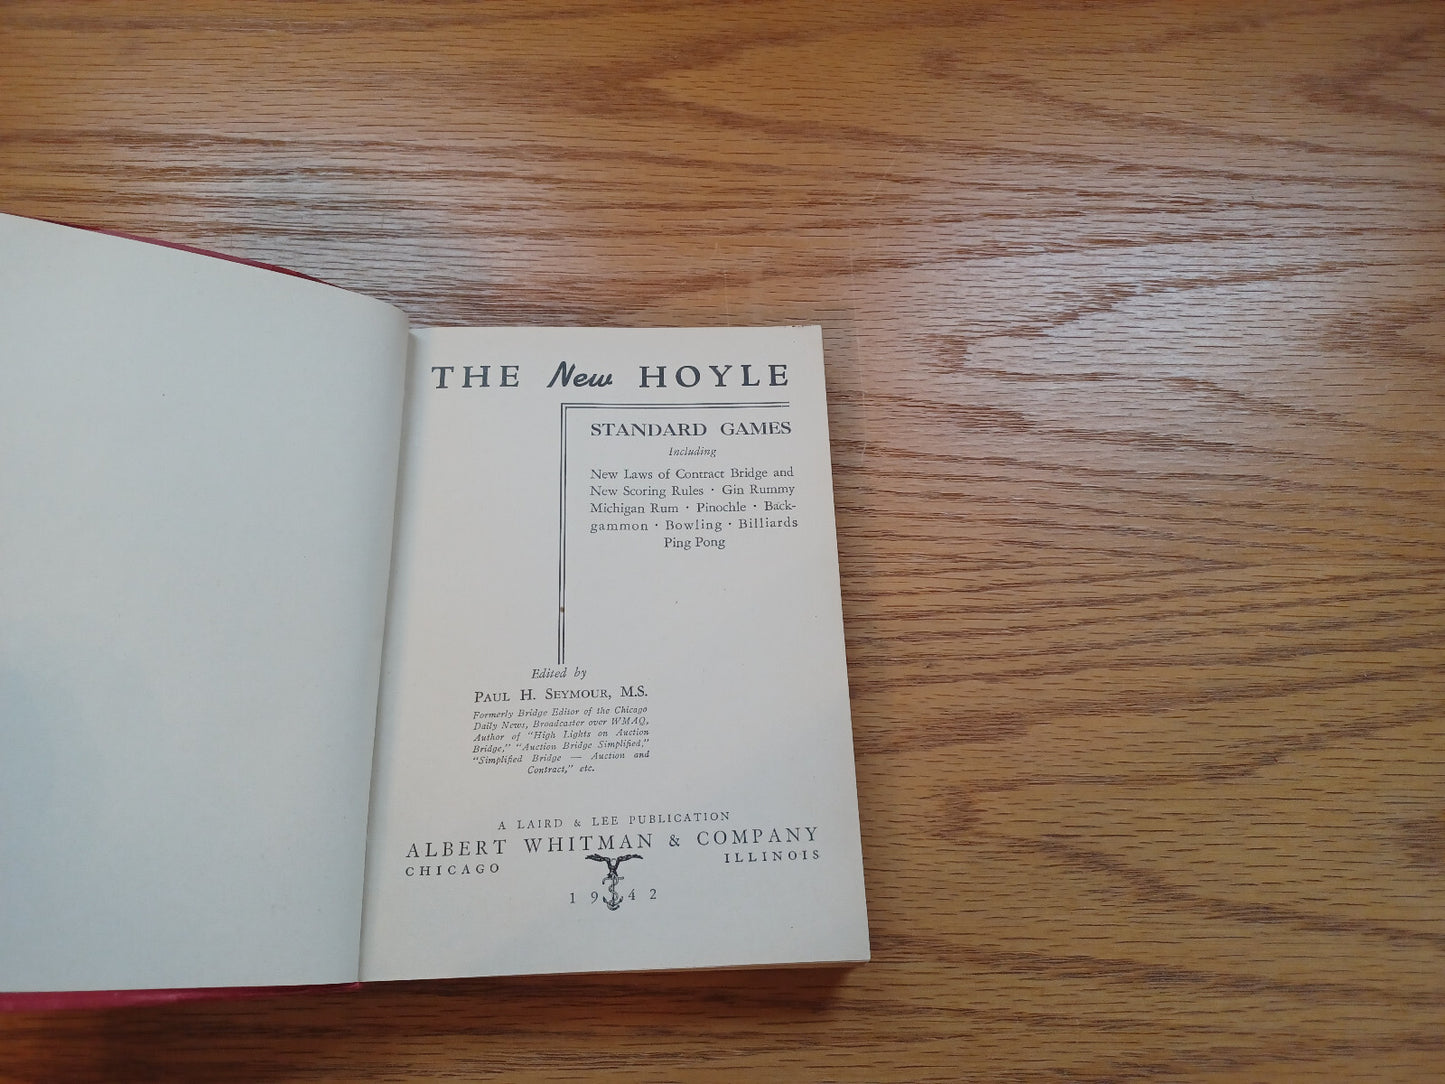 THE New HOYLE
STANDARD GAMES
Including
New Laws of Contract Bridge and
New Scoring Rules · Gin Rummy
Michigan Rum · Pinochle · Back-
gammon · Bowling · Billiards
Ping Pong
Edited by
PAUL H. SEYMOUR, M.S.
Formerly Bridge Editor of the Chicago
Daily News, Broadcaster over WMAQ,
Author of "High Lights on Auction
Bridge," "Auction Bridge Simplified,"
"Simplified Bridge — Auction and
Contract," etc.
A LAIRD & LEE PUBLICATION
ALBERT WHITMAN & COMPANY
CHICAGO ILLINOIS
1942